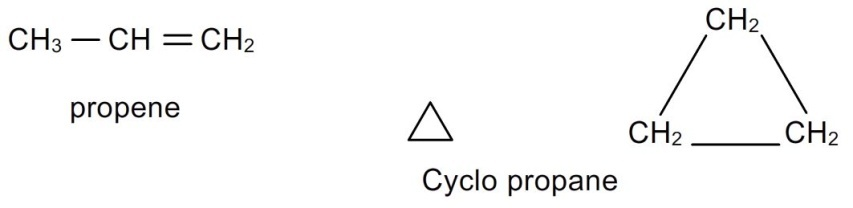 CH₃ — CH = CH₂
propene
CH₂
CH₂ CH₂
Cyclo propane